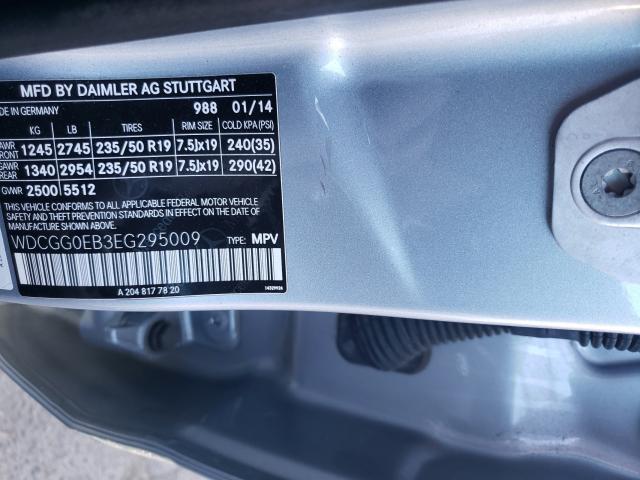 MFD BY DAIMLER AG STUTTGART
DE IN GERMANY 988 01/14
KG LB TIRES RIM SIZE COLD KPA (PSI)
GAWR FRONT 1245 2745 235/50 R19 7.5Jx19 240(35)
GAWR REAR 1340 2954 235/50 R19 7.5Jx19 290(42)
GVWR 2500 5512
THIS VEHICLE CONFORMS TO ALL APPLICABLE FEDERAL MOTOR VEHICLE
SAFETY STANDARDS IN EFFECT ON THE DATE OF MANUFACTURE SHOWN ABOVE.
WDCGG0EB3EG295009 TYPE: MPV
A 204 817 78 20